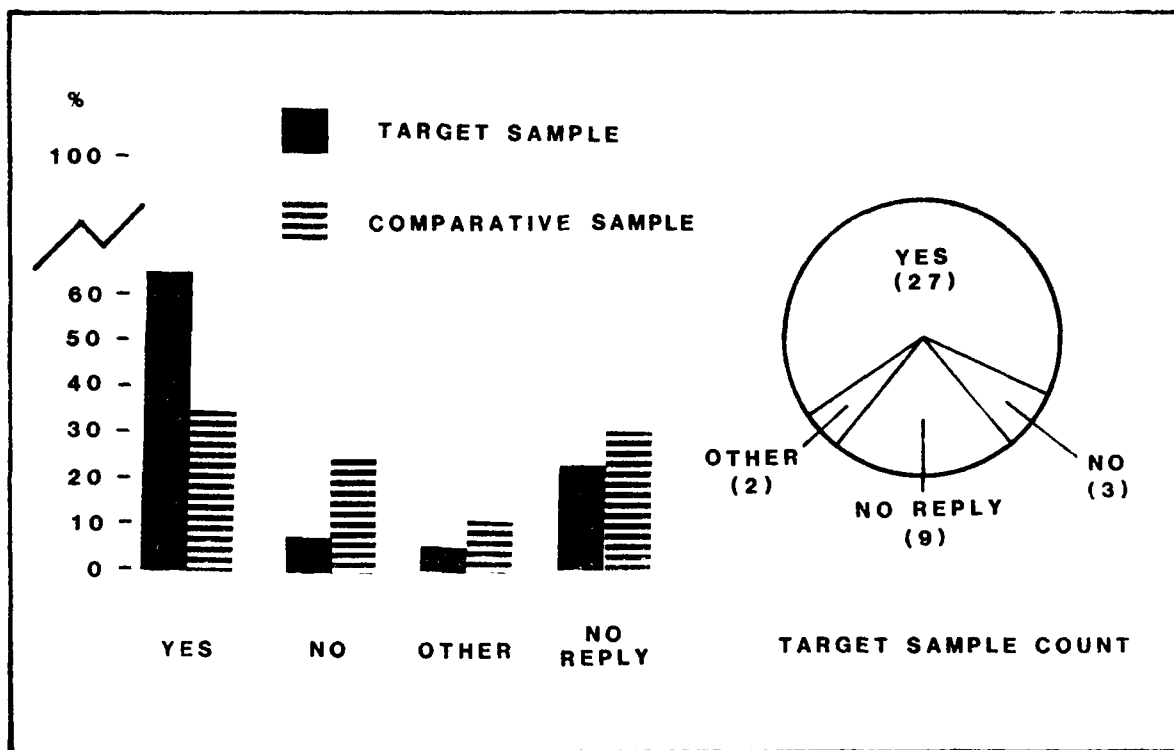 %
100
60
50
40
30
20
10
0
TARGET SAMPLE
COMPARATIVE SAMPLE
YES
NO
OTHER
NO
REPLY
YES
(27)
OTHER
(2)
NO REPLY
(9)
NO
(3)
TARGET SAMPLE COUNT